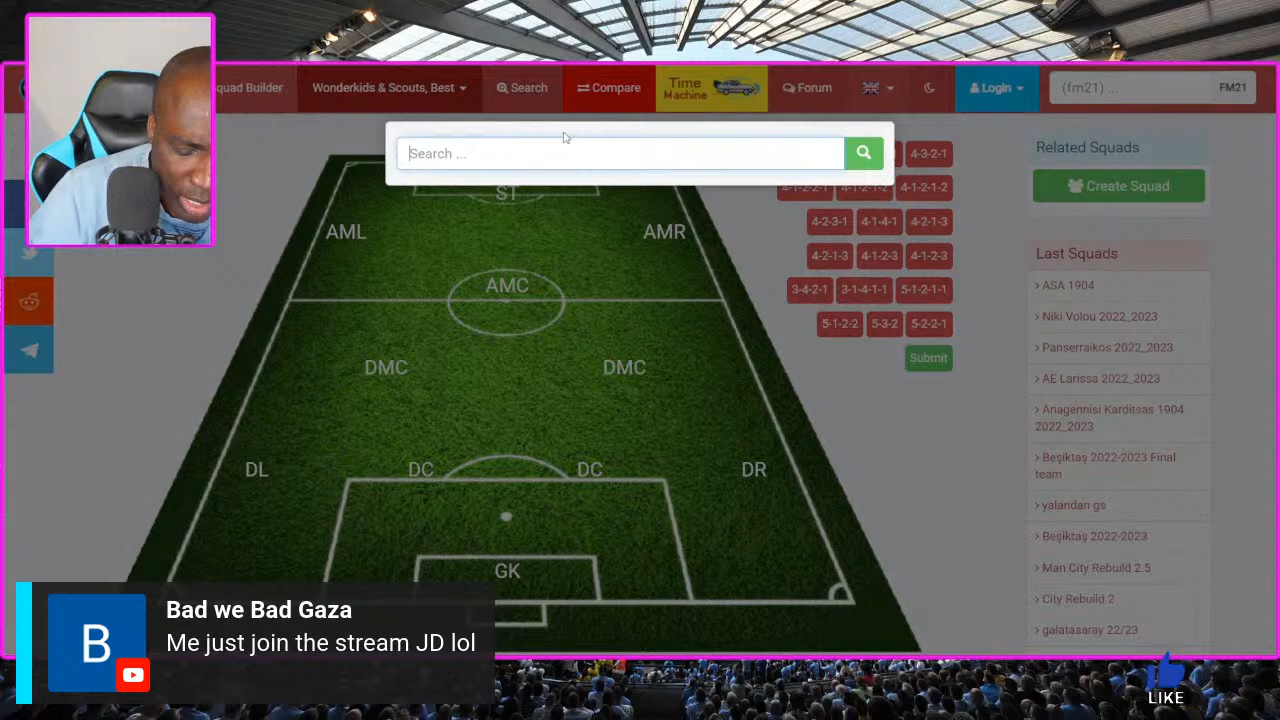 quad Builder
Wonderkids & Scouts, Best
Search
Compare
Time
Machine
Forum
Login
(fm21) ...
FM21
Search ...
4-3-2-1
4-1-2-2-1
4-1-2-1-2
4-1-2-1-2
4-2-3-1
4-1-4-1
4-2-1-3
4-2-1-3
4-1-2-3
4-1-2-3
3-4-2-1
3-1-4-1-1
5-1-2-1-1
5-1-2-2
5-3-2
5-2-2-1
Submit
ST
AML
AMR
AMC
DMC
DMC
DL
DC
DC
DR
GK
Related Squads
Create Squad
Last Squads
ASA 1904
Niki Volou 2022_2023
Panserraikos 2022_2023
AE Larissa 2022_2023
Anagennisi Karditsas 1904
2022_2023
Beşiktaş 2022-2023 Final
team
yalandan gs
Beşiktaş 2022-2023
Man City Rebuild 2.5
City Rebuild 2
galatasaray 22/23
B
Bad we Bad Gaza
Me just join the stream JD lol
LIKE